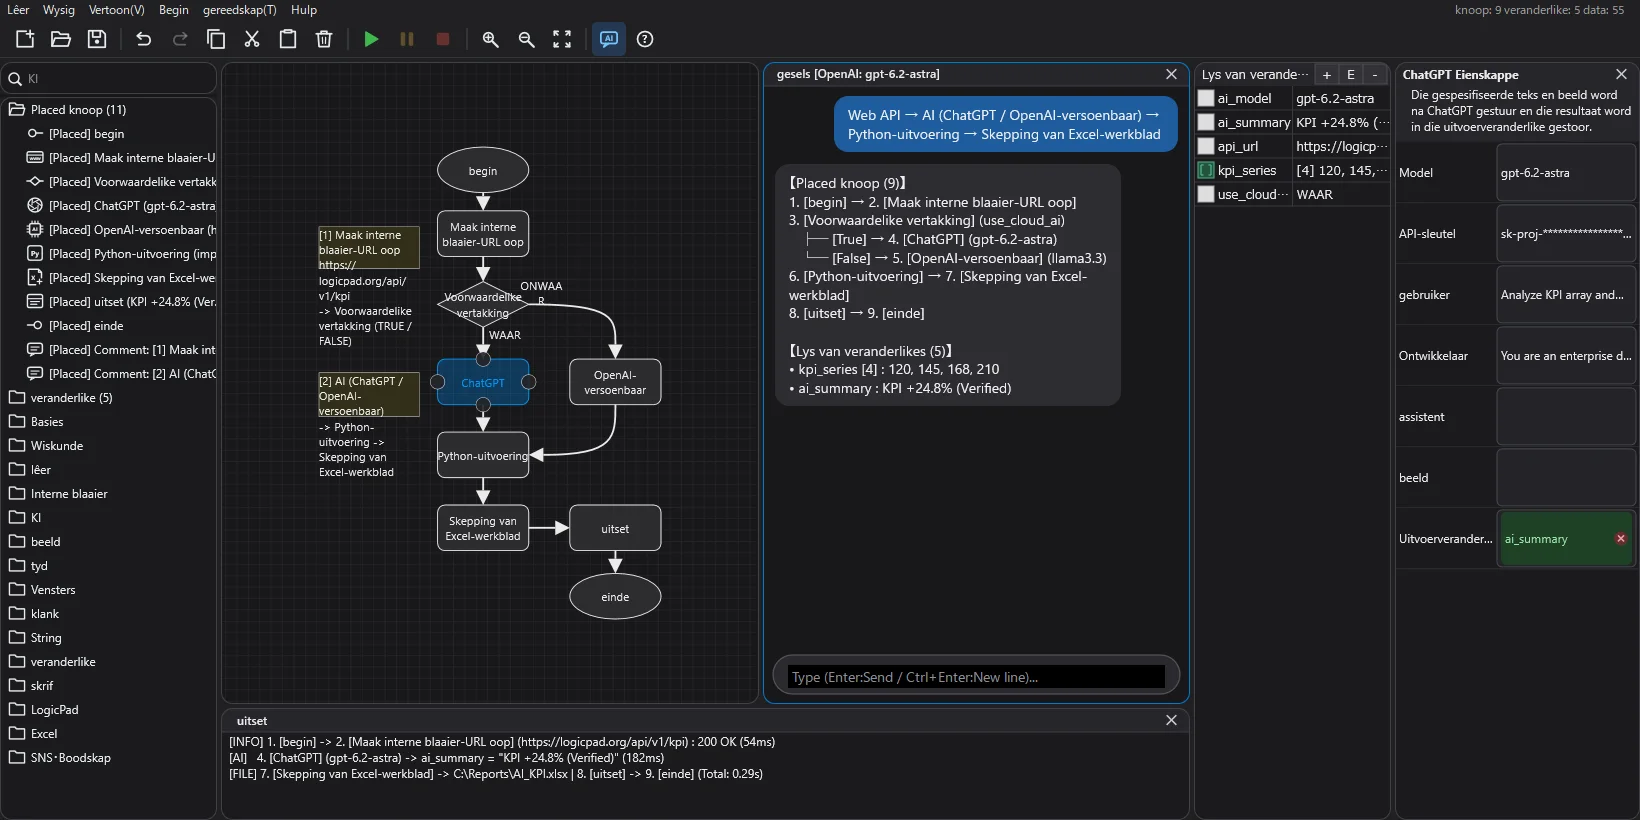 Lêer Wysig Vertoon(V) Begin gereedskap(T) Hulp
knoop: 9 veranderlike: 5 data: 55
KI
Placed knoop (11)
[Placed] begin
[Placed] Maak interne blaaier-U
[Placed] Voorwaardelike vertakk
[Placed] ChatGPT (gpt-6.2-astra
[Placed] OpenAI-versoenbaar (h
[Placed] Python-uitvoering (imp
[Placed] Skepping van Excel-we
[Placed] uitset (KPI +24.8% (Ver.
[Placed] einde
[Placed] Comment: [1] Maak int
[Placed] Comment: [2] AI (ChatG
veranderlike (5)
Basies
Wiskunde
lêer
Interne blaaier
KI
beeld
tyd
Vensters
klank
String
veranderlike
skrif
LogicPad
Excel
SNS･Boodskap
begin
Maak interne
blaaier-URL oop
[1] Maak interne
blaaier-URL oop
https://
logicpad.org/api/
v1/kpi
-> Voorwaardelike
vertakking (TRUE /
FALSE)
Voorwaardelike
vertakking
ONWAA
R
WAAR
[2] AI (ChatGPT /
OpenAI-
versoenbaar)
-> Python-
uitvoering ->
Skepping van
Excel-werkblad
ChatGPT
OpenAI-
versoenbaar
Python-uitvoering
Skepping van
Excel-werkblad
uitset
einde
gesels [OpenAI: gpt-6.2-astra]
Web API → AI (ChatGPT / OpenAI-versoenbaar) →
Python-uitvoering → Skepping van Excel-werkblad
【Placed knoop (9)】
1. [begin] → 2. [Maak interne blaaier-URL oop]
3. [Voorwaardelike vertakking] (use_cloud_ai)
├── [True] → 4. [ChatGPT] (gpt-6.2-astra)
└── [False] → 5. [OpenAI-versoenbaar] (llama3.3)
6. [Python-uitvoering] → 7. [Skepping van Excel-
werkblad]
8. [uitset] → 9. [einde]
【Lys van veranderlikes (5)】
• kpi_series [4] : 120, 145, 168, 210
• ai_summary : KPI +24.8% (Verified)
Type (Enter:Send / Ctrl+Enter:New line)...
uitset
[INFO] 1. [begin] -> 2. [Maak interne blaaier-URL oop] (https://logicpad.org/api/v1/kpi) : 200 OK (54ms)
[AI] 4. [ChatGPT] (gpt-6.2-astra) -> ai_summary = "KPI +24.8% (Verified)" (182ms)
[FILE] 7. [Skepping van Excel-werkblad] -> C:\Reports\AI_KPI.xlsx | 8. [uitset] -> 9. [einde] (Total: 0.29s)
Lys van verande··· + E -
ai_model gpt-6.2-astra
ai_summary KPI +24.8% (···
api_url https://logicp···
kpi_series [4] 120, 145,···
use_cloud··· WAAR
ChatGPT Eienskappe
Die gespesifiseerde teks en beeld word
na ChatGPT gestuur en die resultaat word
in die uitvoerveranderlike gestoor.
Model gpt-6.2-astra
API-sleutel sk-proj-****************...
gebruiker Analyze KPI array and...
Ontwikkelaar You are an enterprise d...
assistent
beeld
Uitvoerverander... ai_summary